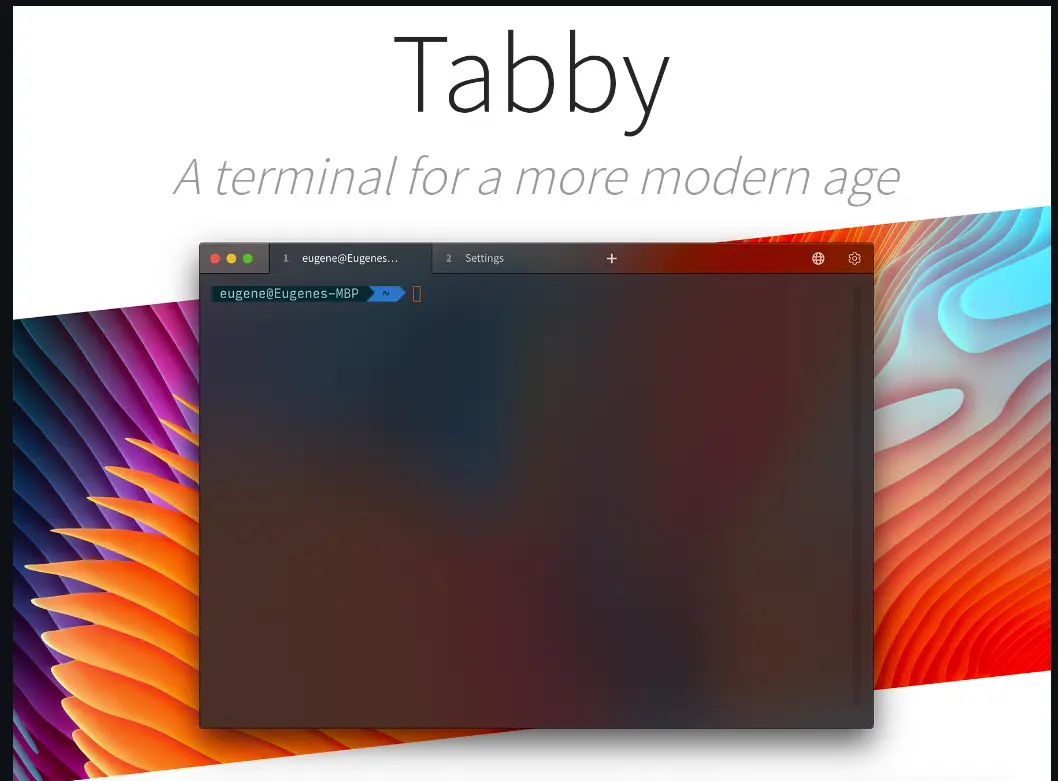 Tabby
A terminal for a more modern age
1 eugene@Eugenes... 2 Settings +
eugene@Eugenes-MBP ~